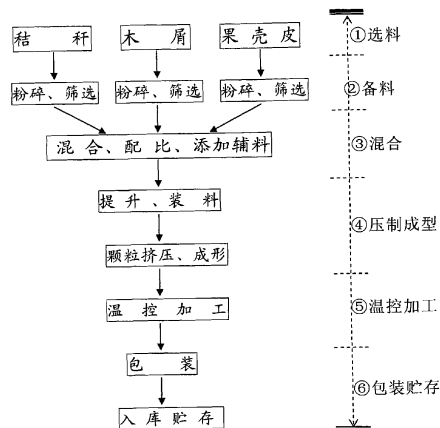 秸 秆
木 屑
果 壳 皮
①选料
粉碎、筛选
粉碎、筛选
粉碎、筛选
②备料
混 合、配 比、添加辅料
③混合
提升、装 料
④压制成型
颗粒挤压、成形
温 控 加 工
⑤温控加工
包 装
⑥包装贮存
入 库 贮 存